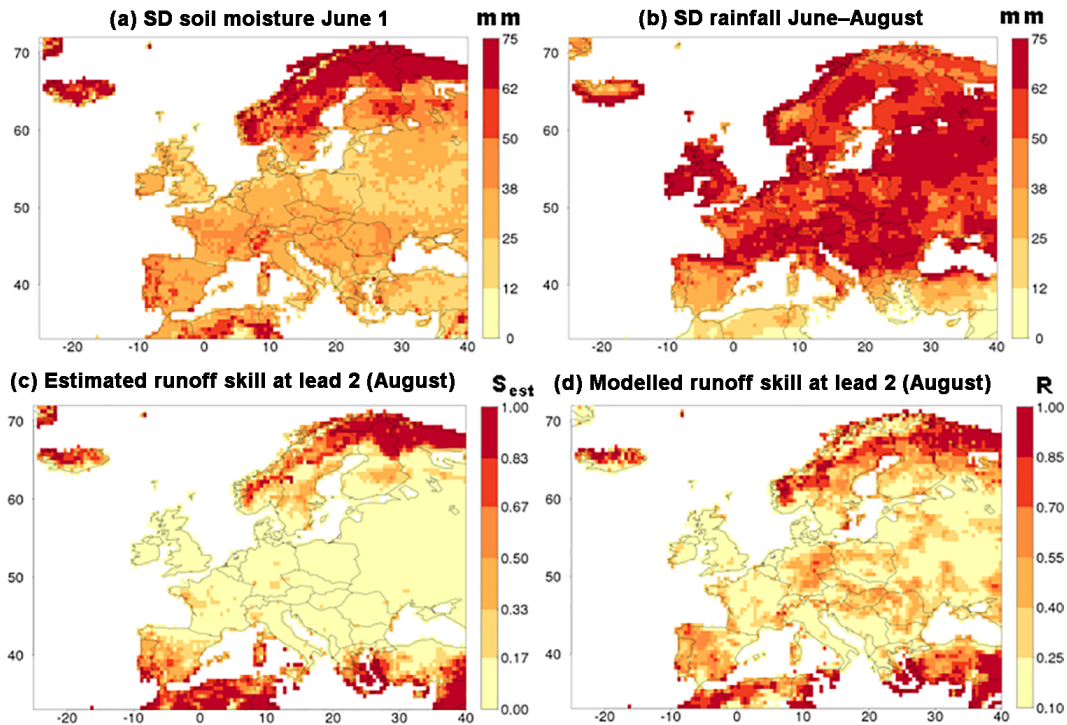 (a) SD soil moisture June 1 mm (b) SD rainfall June–August mm
70 75 70 75
62 62
60 60
50 50
50 38 50 38
25 25
40 40
12 12
0 0
-20 -10 0 10 20 30 40 -20 -10 0 10 20 30 40
(c) Estimated runoff skill at lead 2 (August) Sest (d) Modelled runoff skill at lead 2 (August) R
70 1.00 70 1.00
0.83 0.85
60 60
0.67 0.70
50 0.50 50 0.55
0.33 0.40
40 0.17 40 0.25
0.00 0.10
-20 -10 0 10 20 30 40 -20 -10 0 10 20 30 40